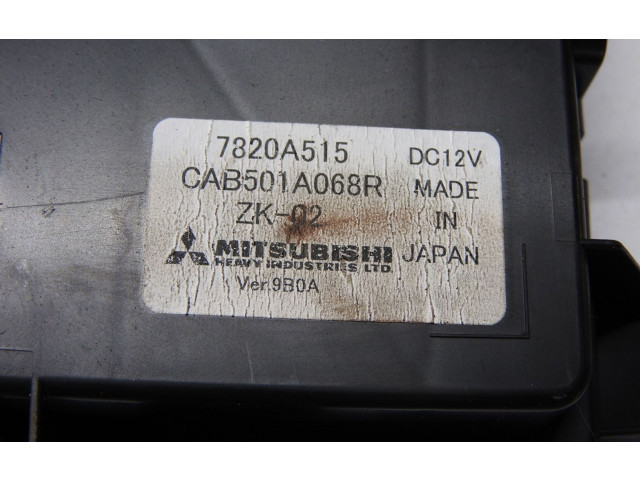 7820A515 DC12V
CAB501A068R MADE
ZK-02 IN
MITSUBISHI JAPAN
HEAVY INDUSTRIES LTD.
Ver.9B0A